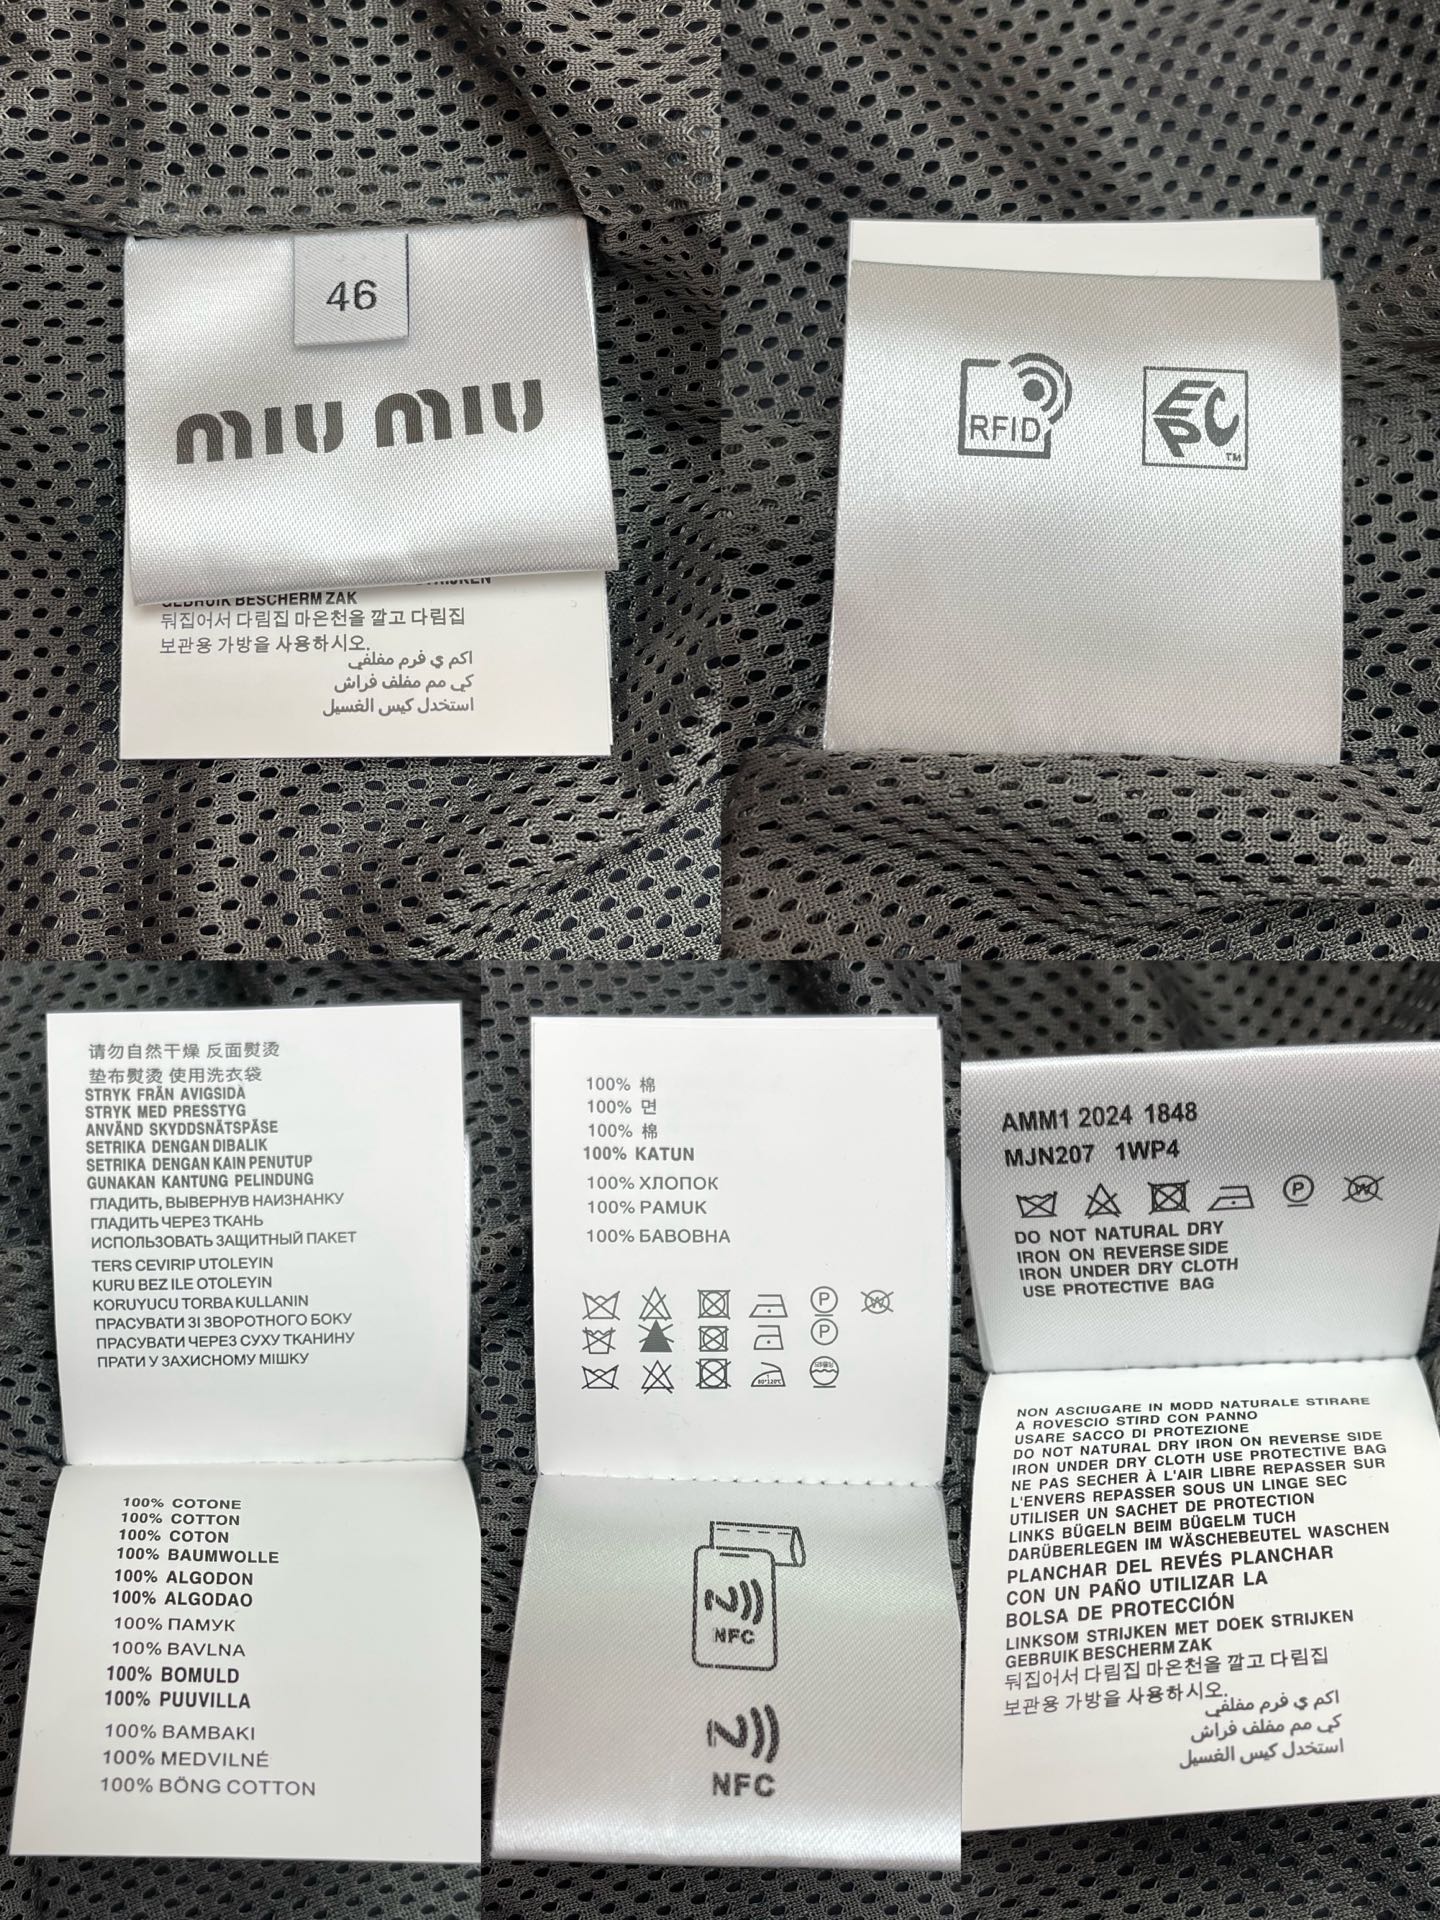 46
MIU MIU
GEBRUIK BESCHERM ZAK
뒤집어서 다림집 마온천을 깔고 다림집
보관용 가방을 사용하시오.
اكم ي فرم مفلفي
كي مم مفلف فراش
استخدل كيس الغسيل
RFID
EPC
TM
请勿自然干燥 反面熨烫
垫布熨烫 使用洗衣袋
STRYK FRÃN AVIGSIDÀ
STRYK MED PRESSTYG
ANVÄND SKYDDSNÄTSPÄSE
SETRIKA DENGAN DIBALIK
SETRIKA DENGAN KAIN PENUTUP
GUNAKAN KANTUNG PELINDUNG
ГЛАДИТЬ, ВЫВЕРНУВ НАИЗНАНКУ
ГЛАДИТЬ ЧЕРЕЗ ТКАНЬ
ИСПОЛЬЗОВАТЬ ЗАЩИТНЫЙ ПАКЕТ
TERS CEVIRIP UTOLEYIN
KURU BEZ ILE OTOLEYIN
KORUYUCU TORBA KULLANIN
ПРАСУВАТИ ЗІ ЗВОРОТНОГО БОКУ
ПРАСУВАТИ ЧЕРЕЗ СУХУ ТКАНИНУ
ПРАТИ У ЗАХИСНОМУ МІШКУ
100% COTONE
100% COTTON
100% COTON
100% BAUMWOLLE
100% ALGODON
100% ALGODAO
100% ПАМУК
100% BAVLNA
100% BOMULD
100% PUUVILLA
100% BAMBAKI
100% MEDVILNÉ
100% BÖNG COTTON
100% 棉
100% 면
100% 棉
100% KATUN
100% ХЛОПОК
100% PAMUK
100% БАВОВНА
P W
P
80°120℃
NFC
NFC
AMM1 2024 1848
MJN207 1WP4
P W
DO NOT NATURAL DRY
IRON ON REVERSE SIDE
IRON UNDER DRY CLOTH
USE PROTECTIVE BAG
NON ASCIUGARE IN MODD NATURALE STIRARE
A ROVESCIO STIRD CON PANNO
USARE SACCO DI PROTEZIONE
DO NOT NATURAL DRY IRON ON REVERSE SIDE
IRON UNDER DRY CLOTH USE PROTECTIVE BAG
NE PAS SECHER À L'AIR LIBRE REPASSER SUR
L'ENVERS REPASSER SOUS UN LINGE SEC
UTILISER UN SACHET DE PROTECTION
LINKS BÜGELN BEIM BÜGELM TUCH
DARÜBERLEGEN IM WÄSCHEBEUTEL WASCHEN
PLANCHAR DEL REVÉS PLANCHAR
CON UN PAÑO UTILIZAR LA
BOLSA DE PROTECCIÓN
LINKSOM STRIJKEN MET DOEK STRIJKEN
GEBRUIK BESCHERM ZAK
뒤집어서 다림집 마온천을 깔고 다림집
보관용 가방을 사용하시오.
اكم ي فرم مفلفي
كي مم مفلف فراش
استخدل كيس الغسيل